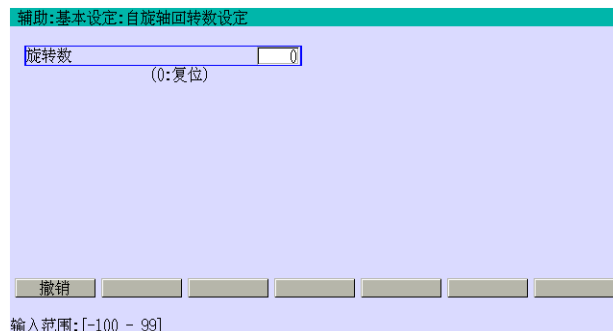 辅助:基本设定:自旋轴回转数设定
旋转数 0
(0:复位)
撤销
输入范围:[-100 - 99]